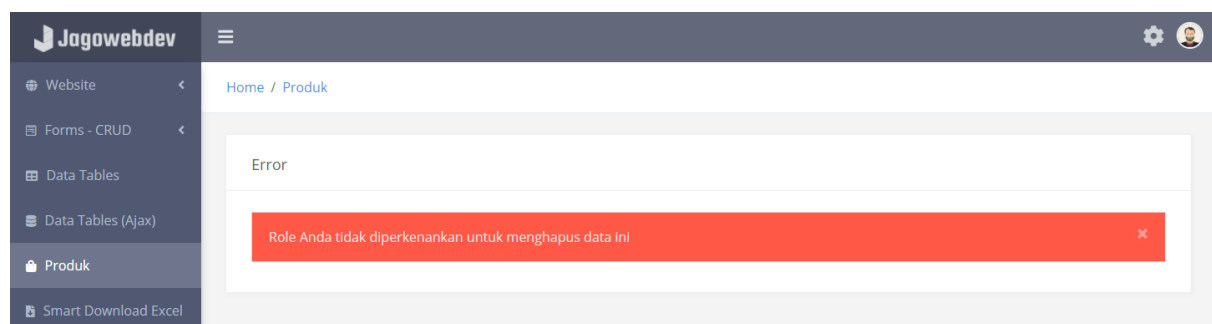 Jagowebdev
Website
Forms - CRUD
Data Tables
Data Tables (Ajax)
Produk
Smart Download Excel
Home / Produk
Error
Role Anda tidak diperkenankan untuk menghapus data ini